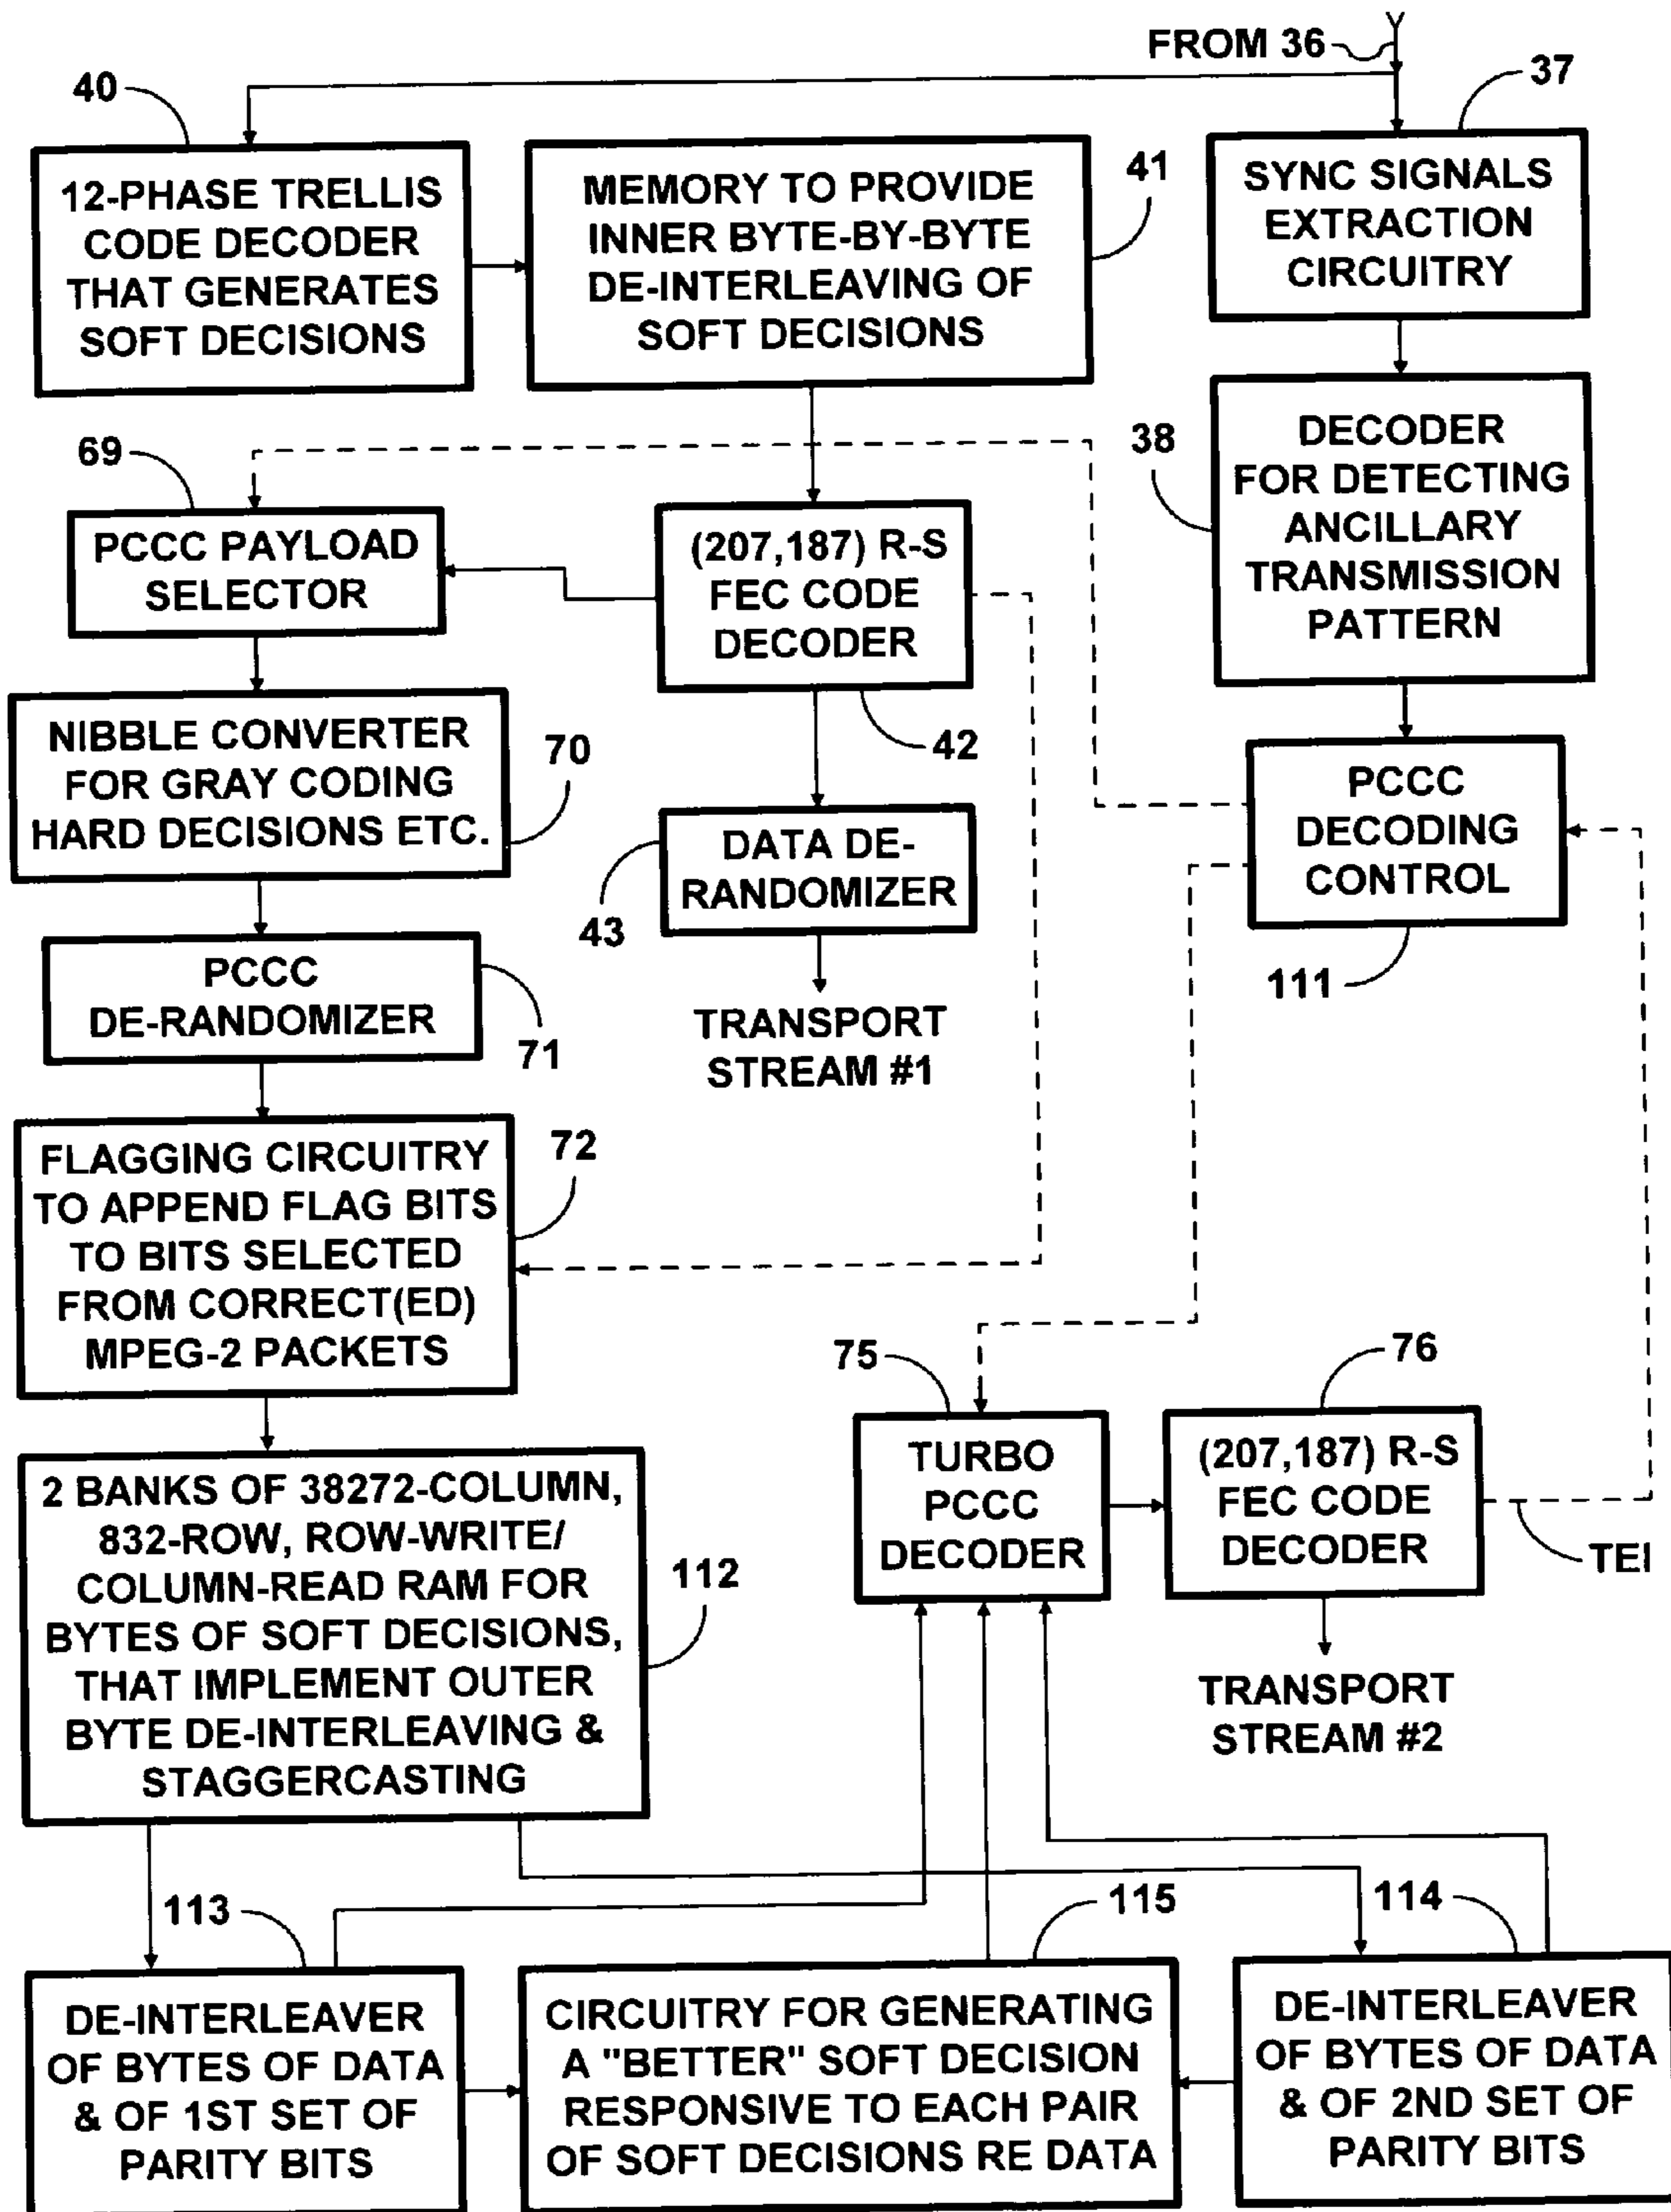 FROM 36
40
37
12-PHASE TRELLIS
CODE DECODER
THAT GENERATES
SOFT DECISIONS
MEMORY TO PROVIDE
INNER BYTE-BY-BYTE
DE-INTERLEAVING OF
SOFT DECISIONS
41
SYNC SIGNALS
EXTRACTION
CIRCUITRY
69
38
DECODER
FOR DETECTING
ANCILLARY
TRANSMISSION
PATTERN
PCCC PAYLOAD
SELECTOR
(207,187) R-S
FEC CODE
DECODER
42
NIBBLE CONVERTER
FOR GRAY CODING
HARD DECISIONS ETC.
70
DATA DE-
RANDOMIZER
43
PCCC
DECODING
CONTROL
111
PCCC
DE-RANDOMIZER
71
TRANSPORT
STREAM #1
FLAGGING CIRCUITRY
TO APPEND FLAG BITS
TO BITS SELECTED
FROM CORRECT(ED)
MPEG-2 PACKETS
72
75
76
2 BANKS OF 38272-COLUMN,
832-ROW, ROW-WRITE/
COLUMN-READ RAM FOR
BYTES OF SOFT DECISIONS,
THAT IMPLEMENT OUTER
BYTE DE-INTERLEAVING &
STAGGERCASTING
112
TURBO
PCCC
DECODER
(207,187) R-S
FEC CODE
DECODER
TEI
TRANSPORT
STREAM #2
113
115
114
DE-INTERLEAVER
OF BYTES OF DATA
& OF 1ST SET OF
PARITY BITS
CIRCUITRY FOR GENERATING
A "BETTER" SOFT DECISION
RESPONSIVE TO EACH PAIR
OF SOFT DECISIONS RE DATA
DE-INTERLEAVER
OF BYTES OF DATA
& OF 2ND SET OF
PARITY BITS